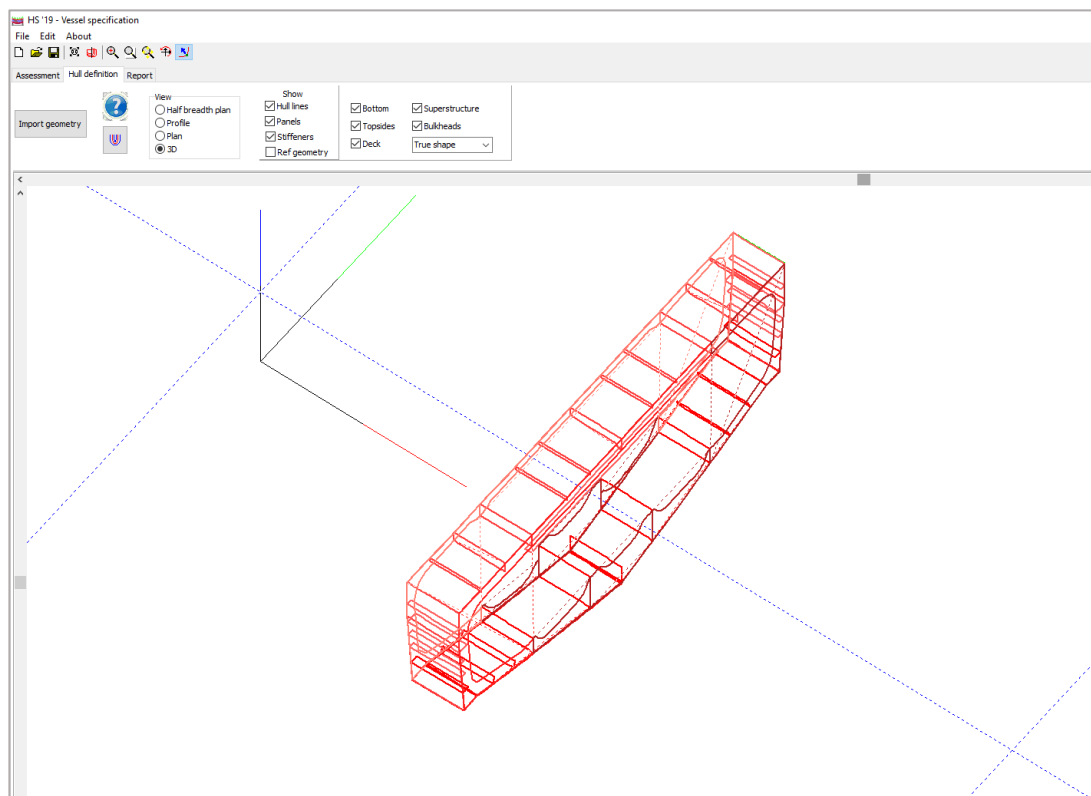 HS '19 - Vessel specification
File Edit About
Assessment Hull definition Report
Import geometry
?
View
Half breadth plan
Profile
Plan
3D
Show
Hull lines
Panels
Stiffeners
Ref geometry
Bottom
Topsides
Deck
Superstructure
Bulkheads
True shape